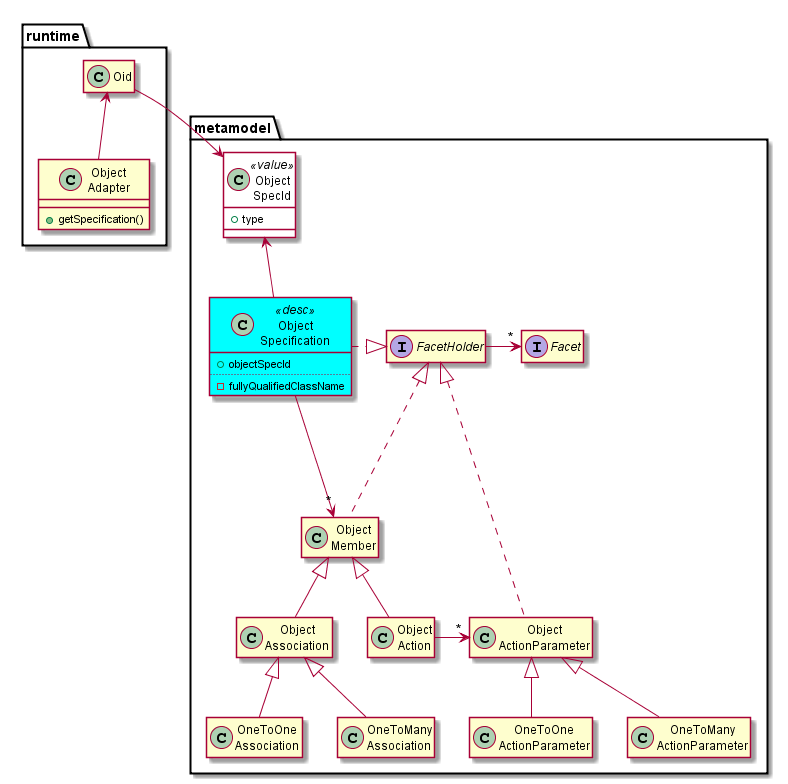 runtime
C Oid
C Object
Adapter
getSpecification()
metamodel
«value»
C Object
SpecId
type
«desc»
C Object
Specification
objectSpecId
fullyQualifiedClassName
I FacetHolder
*
I Facet
*
C Object
Member
C Object
Association
C Object
Action
*
C Object
ActionParameter
C OneToOne
Association
C OneToMany
Association
C OneToOne
ActionParameter
C OneToMany
ActionParameter